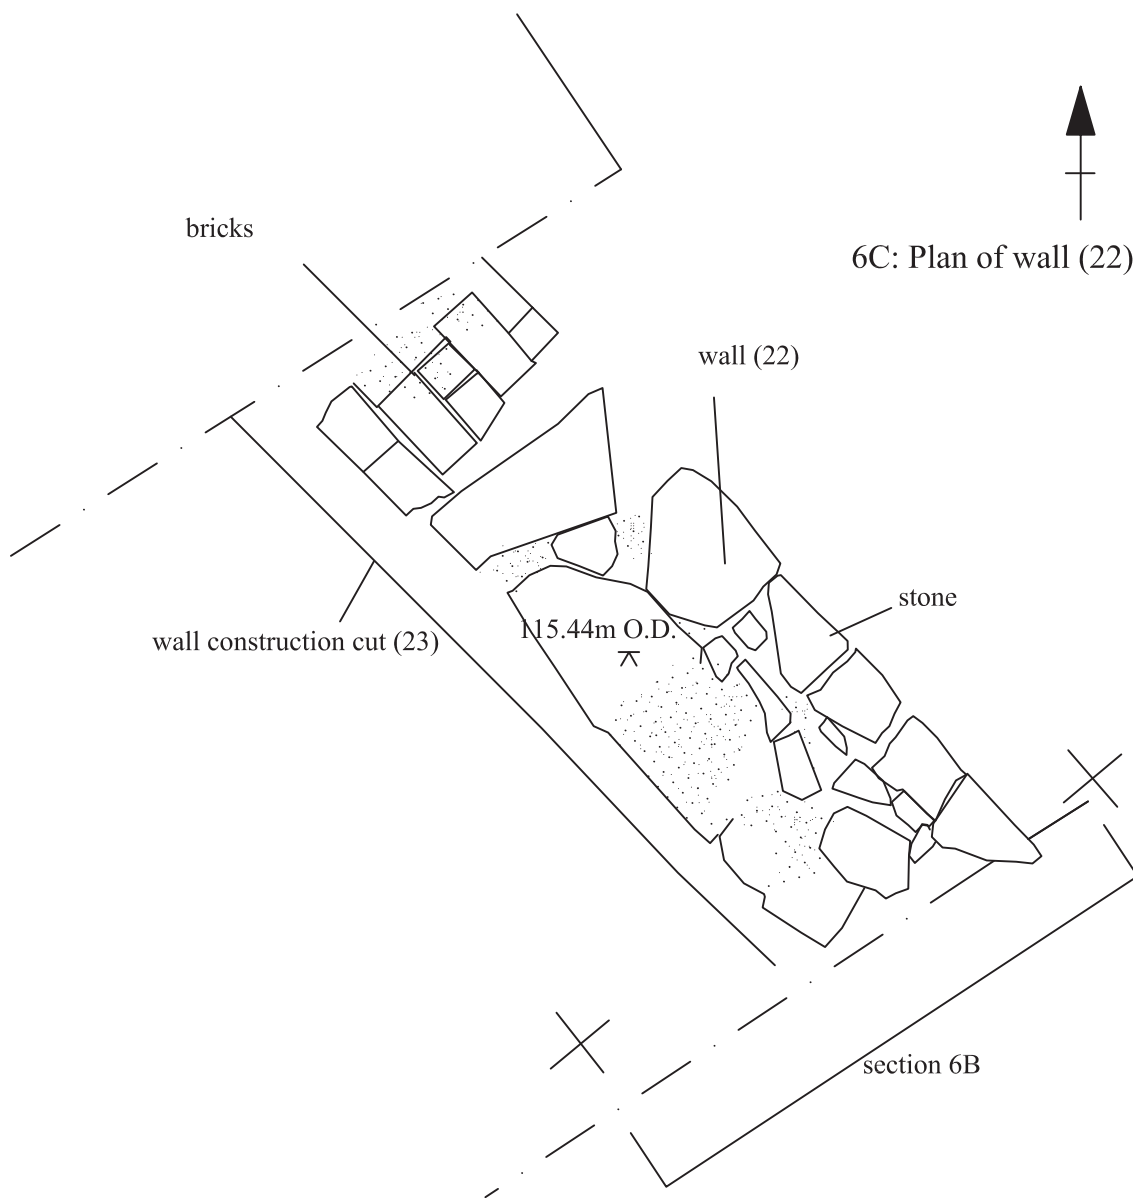 bricks
6C: Plan of wall (22)
wall (22)
stone
115.44m O.D.
wall construction cut (23)
section 6B